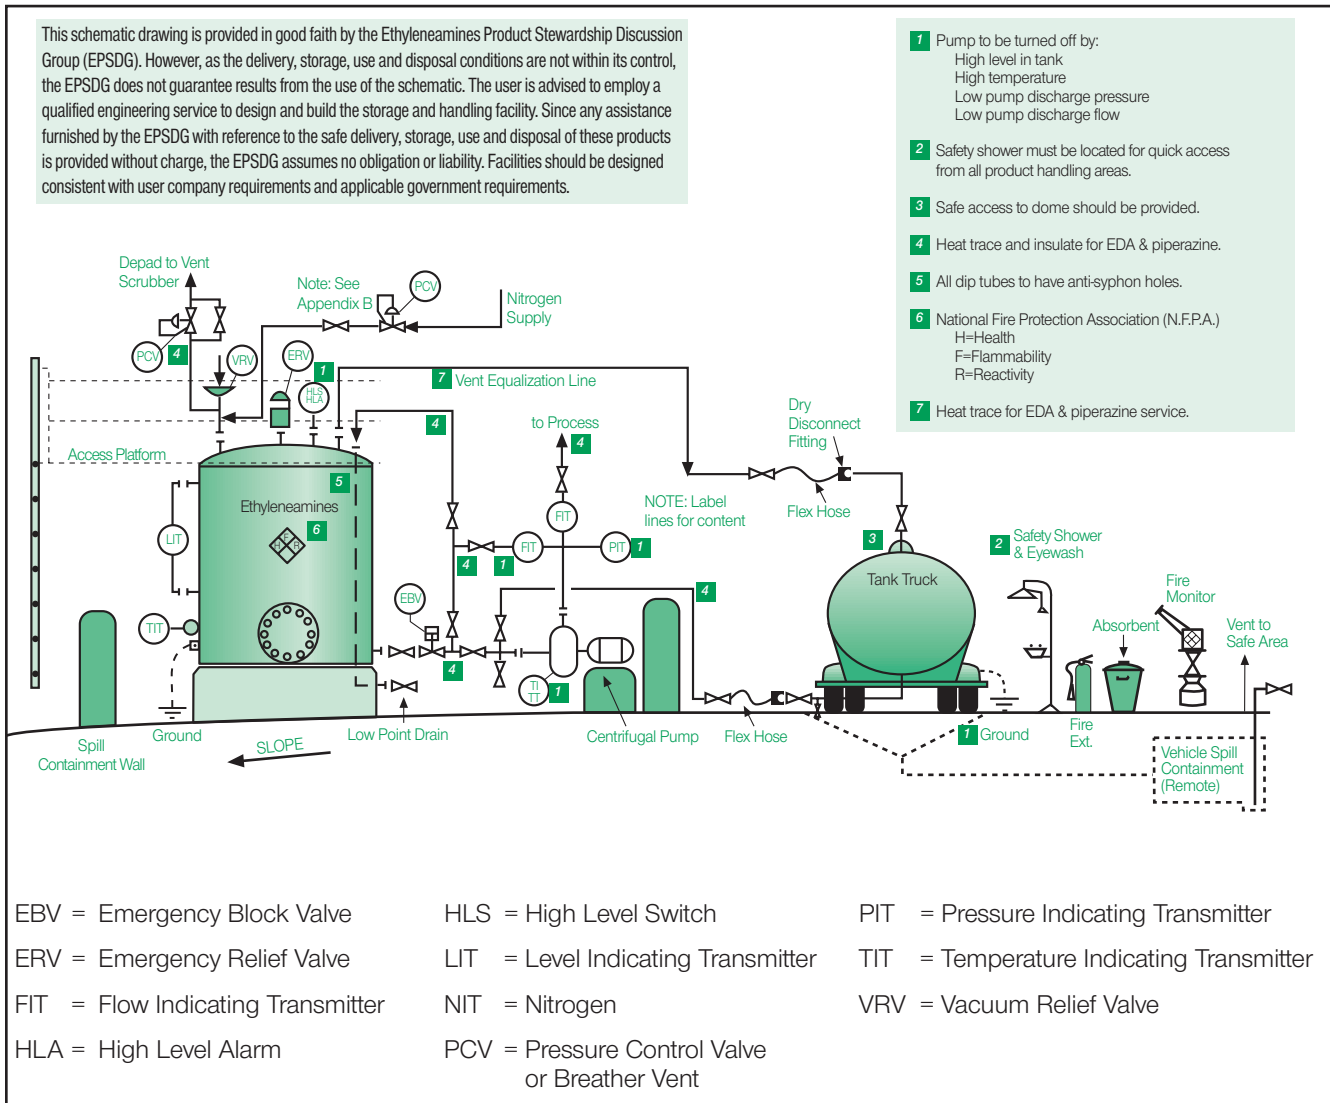 This schematic drawing is provided in good faith by the Ethyleneamines Product Stewardship Discussion
Group (EPSDG). However, as the delivery, storage, use and disposal conditions are not within its control,
the EPSDG does not guarantee results from the use of the schematic. The user is advised to employ a
qualified engineering service to design and build the storage and handling facility. Since any assistance
furnished by the EPSDG with reference to the safe delivery, storage, use and disposal of these products
is provided without charge, the EPSDG assumes no obligation or liability. Facilities should be designed
consistent with user company requirements and applicable government requirements.
1 Pump to be turned off by:
High level in tank
High temperature
Low pump discharge pressure
Low pump discharge flow
2 Safety shower must be located for quick access
from all product handling areas.
3 Safe access to dome should be provided.
4 Heat trace and insulate for EDA & piperazine.
5 All dip tubes to have anti-syphon holes.
6 National Fire Protection Association (N.F.P.A.)
H=Health
F=Flammability
R=Reactivity
7 Heat trace for EDA & piperazine service.
Depad to Vent
Scrubber
Note: See
Appendix B
PCV
Nitrogen
Supply
PCV
4
VRV
ERV
1
HLS
HLA
7 Vent Equalization Line
4
to Process
4
Dry
Disconnect
Fitting
Access Platform
5
Ethyleneamines
6
F
H
R
LIT
FIT
NOTE: Label
lines for content
Flex Hose
FIT
PIT
1
4
1
3
Tank Truck
2
Safety Shower
& Eyewash
Fire
Monitor
EBV
4
TIT
Absorbent
Vent to
Safe Area
4
TI
TT
1
Ground
Low Point Drain
Centrifugal Pump
Flex Hose
1 Ground
Fire
Ext.
Spill
Containment Wall
SLOPE
Vehicle Spill
Containment
(Remote)
EBV = Emergency Block Valve
ERV = Emergency Relief Valve
FIT = Flow Indicating Transmitter
HLA = High Level Alarm
HLS = High Level Switch
LIT = Level Indicating Transmitter
NIT = Nitrogen
PCV = Pressure Control Valve
or Breather Vent
PIT = Pressure Indicating Transmitter
TIT = Temperature Indicating Transmitter
VRV = Vacuum Relief Valve